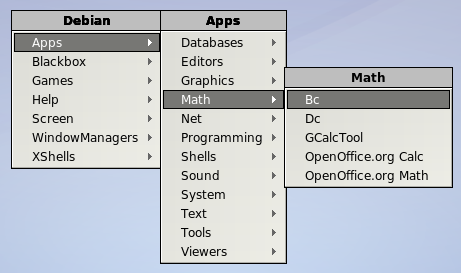 Debian
Apps
Blackbox
Games
Help
Screen
WindowManagers
XShells
Apps
Databases
Editors
Graphics
Math
Net
Programming
Shells
Sound
System
Text
Tools
Viewers
Math
Bc
Dc
GCalcTool
OpenOffice.org Calc
OpenOffice.org Math